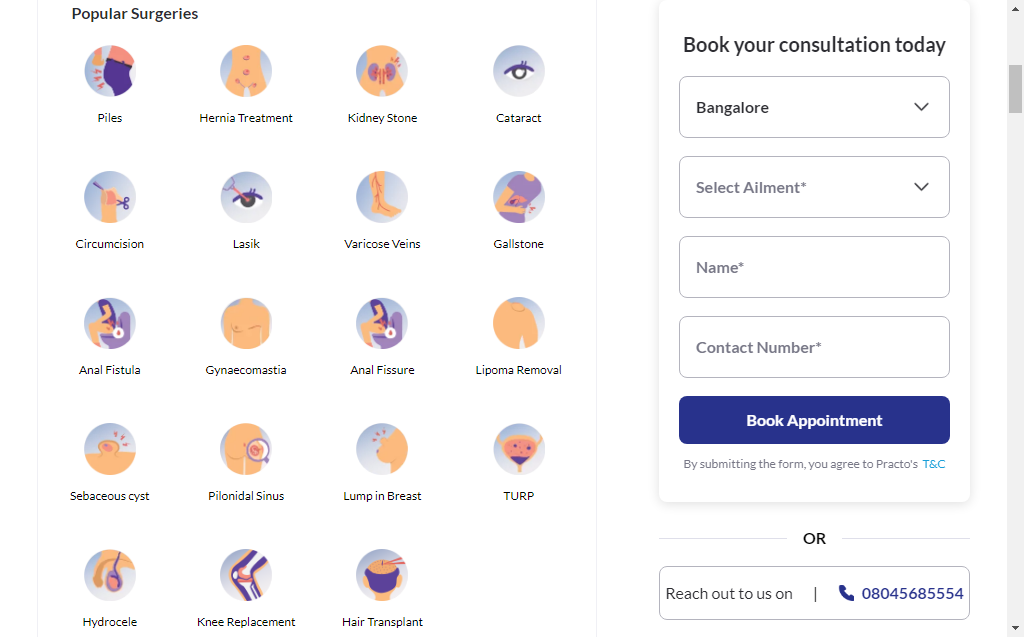 Popular Surgeries
Piles
Hernia Treatment
Kidney Stone
Cataract
Circumcision
Lasik
Varicose Veins
Gallstone
Anal Fistula
Gynaecomastia
Anal Fissure
Lipoma Removal
Sebaceous cyst
Pilonidal Sinus
Lump in Breast
TURP
Hydrocele
Knee Replacement
Hair Transplant
Book your consultation today
Bangalore
Select Ailment*
Name*
Contact Number*
Book Appointment
By submitting the form, you agree to Practo's T&C
OR
Reach out to us on | 08045685554